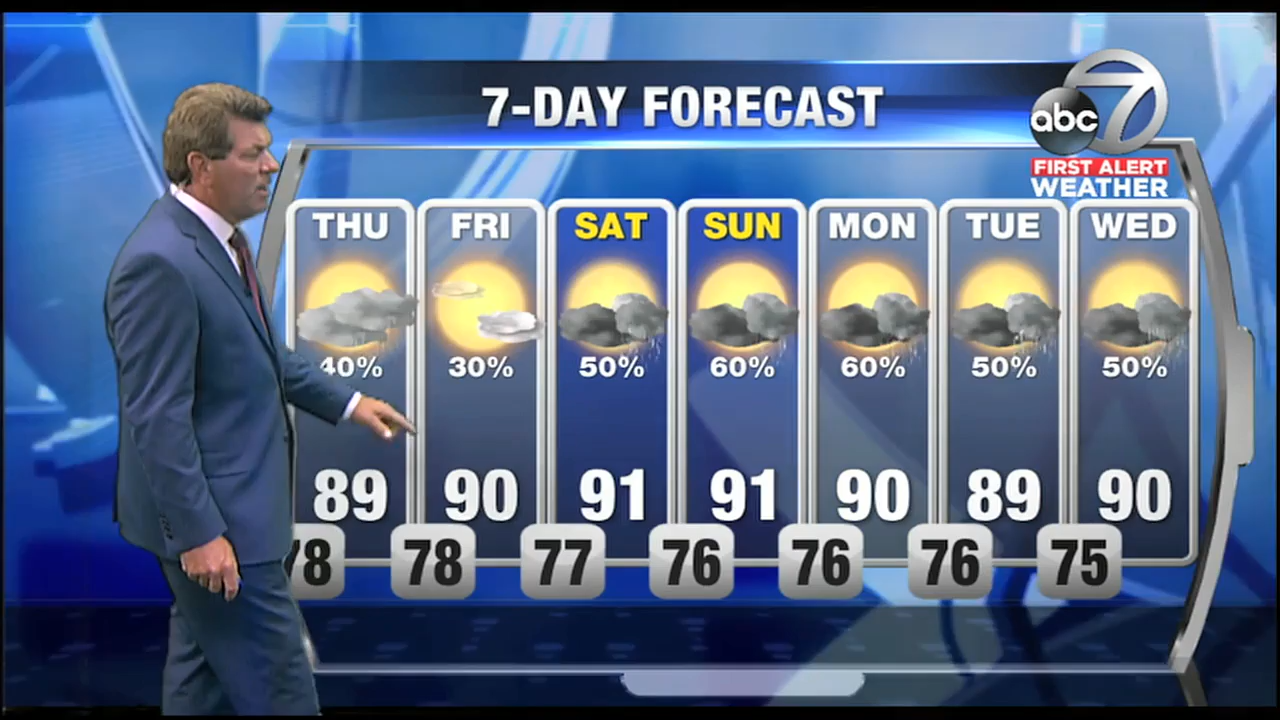 7-DAY FORECAST
abc 7
FIRST ALERT
WEATHER
THU FRI SAT SUN MON TUE WED
40% 30% 50% 60% 60% 50% 50%
89 90 91 91 90 89 90
78 78 77 76 76 76 75